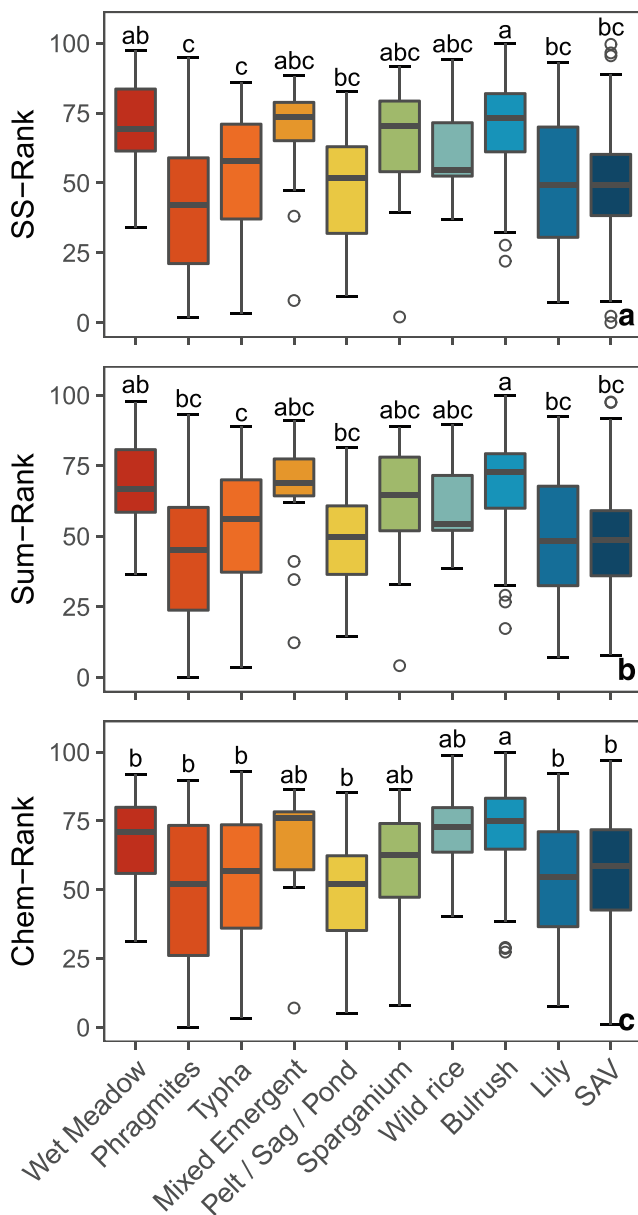 ab c c abc bc abc abc a bc bc
100
75
50
25
0
SS−Rank
a
ab bc c abc bc abc abc a bc bc
100
75
50
25
0
Sum−Rank
b
b b b ab b ab ab a b b
100
75
50
25
0
Chem−Rank
c
Wet Meadow
Phragmites
Typha
Mixed Emergent
Pelt / Sag / Pond
Sparganium
Wild rice
Bulrush
Lily
SAV